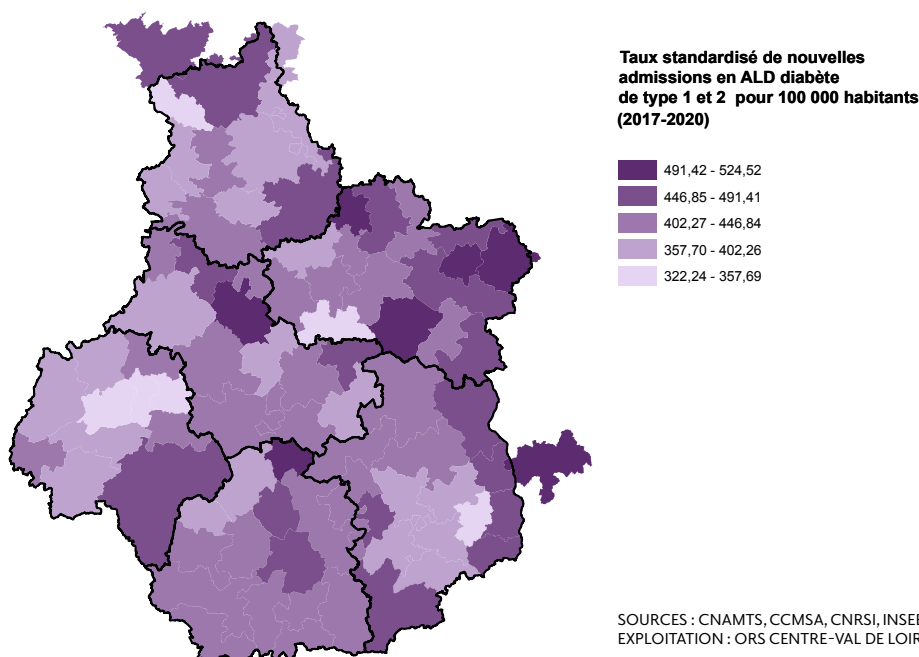 Taux standardisé de nouvelles
admissions en ALD diabète
de type 1 et 2 pour 100 000 habitants
(2017-2020)
491,42 - 524,52
446,85 - 491,41
402,27 - 446,84
357,70 - 402,26
322,24 - 357,69
SOURCES : CNAMTS, CCMSA, CNRSI, INSEE
EXPLOITATION : ORS CENTRE-VAL DE LOIR